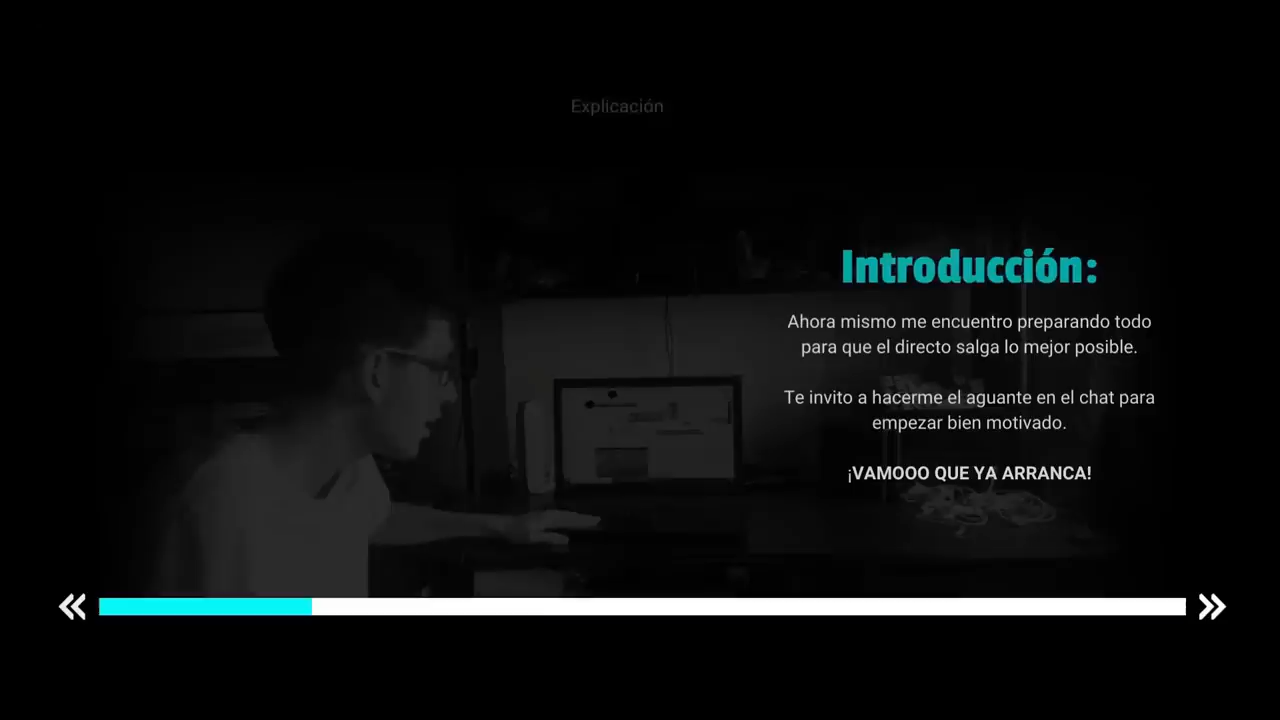 Explicación
Introducción:
Ahora mismo me encuentro preparando todo
para que el directo salga lo mejor posible.
Te invito a hacerme el aguante en el chat para
empezar bien motivado.
¡VAMOOO QUE YA ARRANCA!